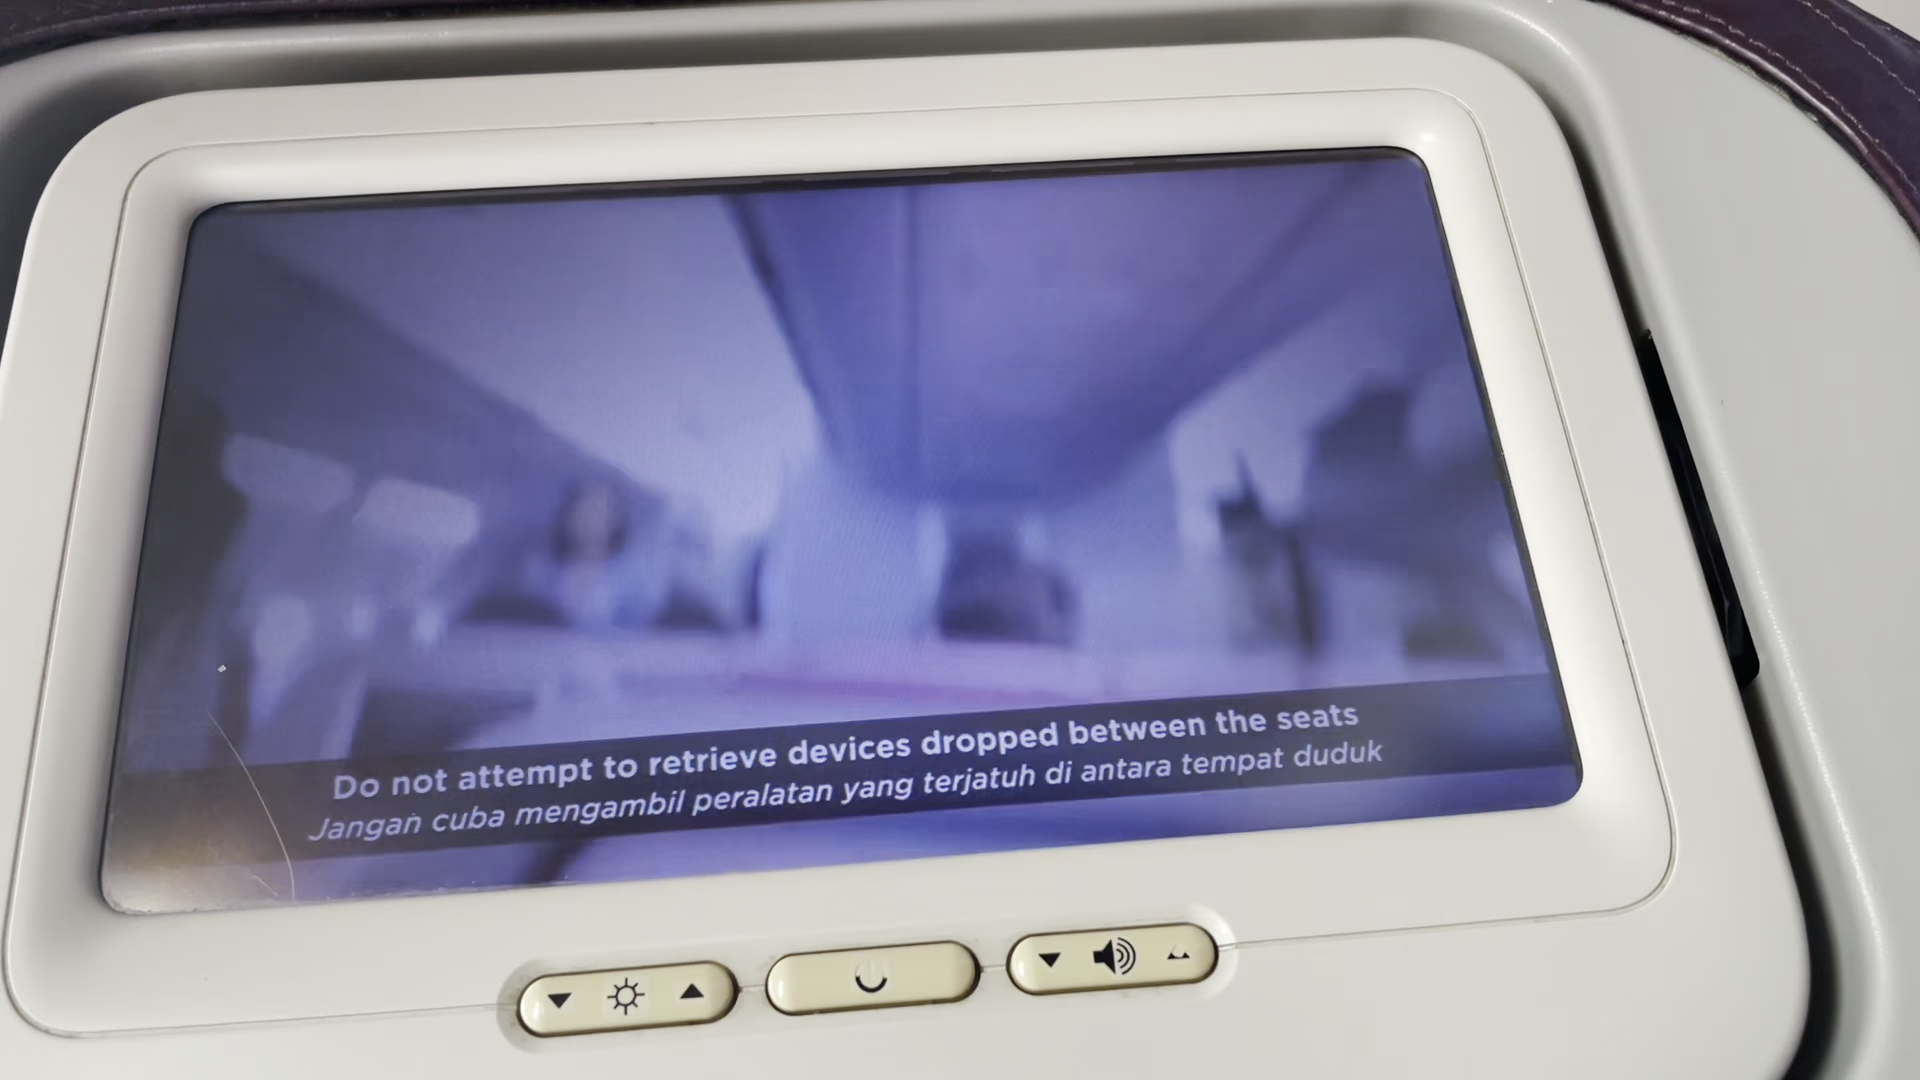 Do not attempt to retrieve devices dropped between the seats
Jangan cuba mengambil peralatan yang terjatuh di antara tempat duduk